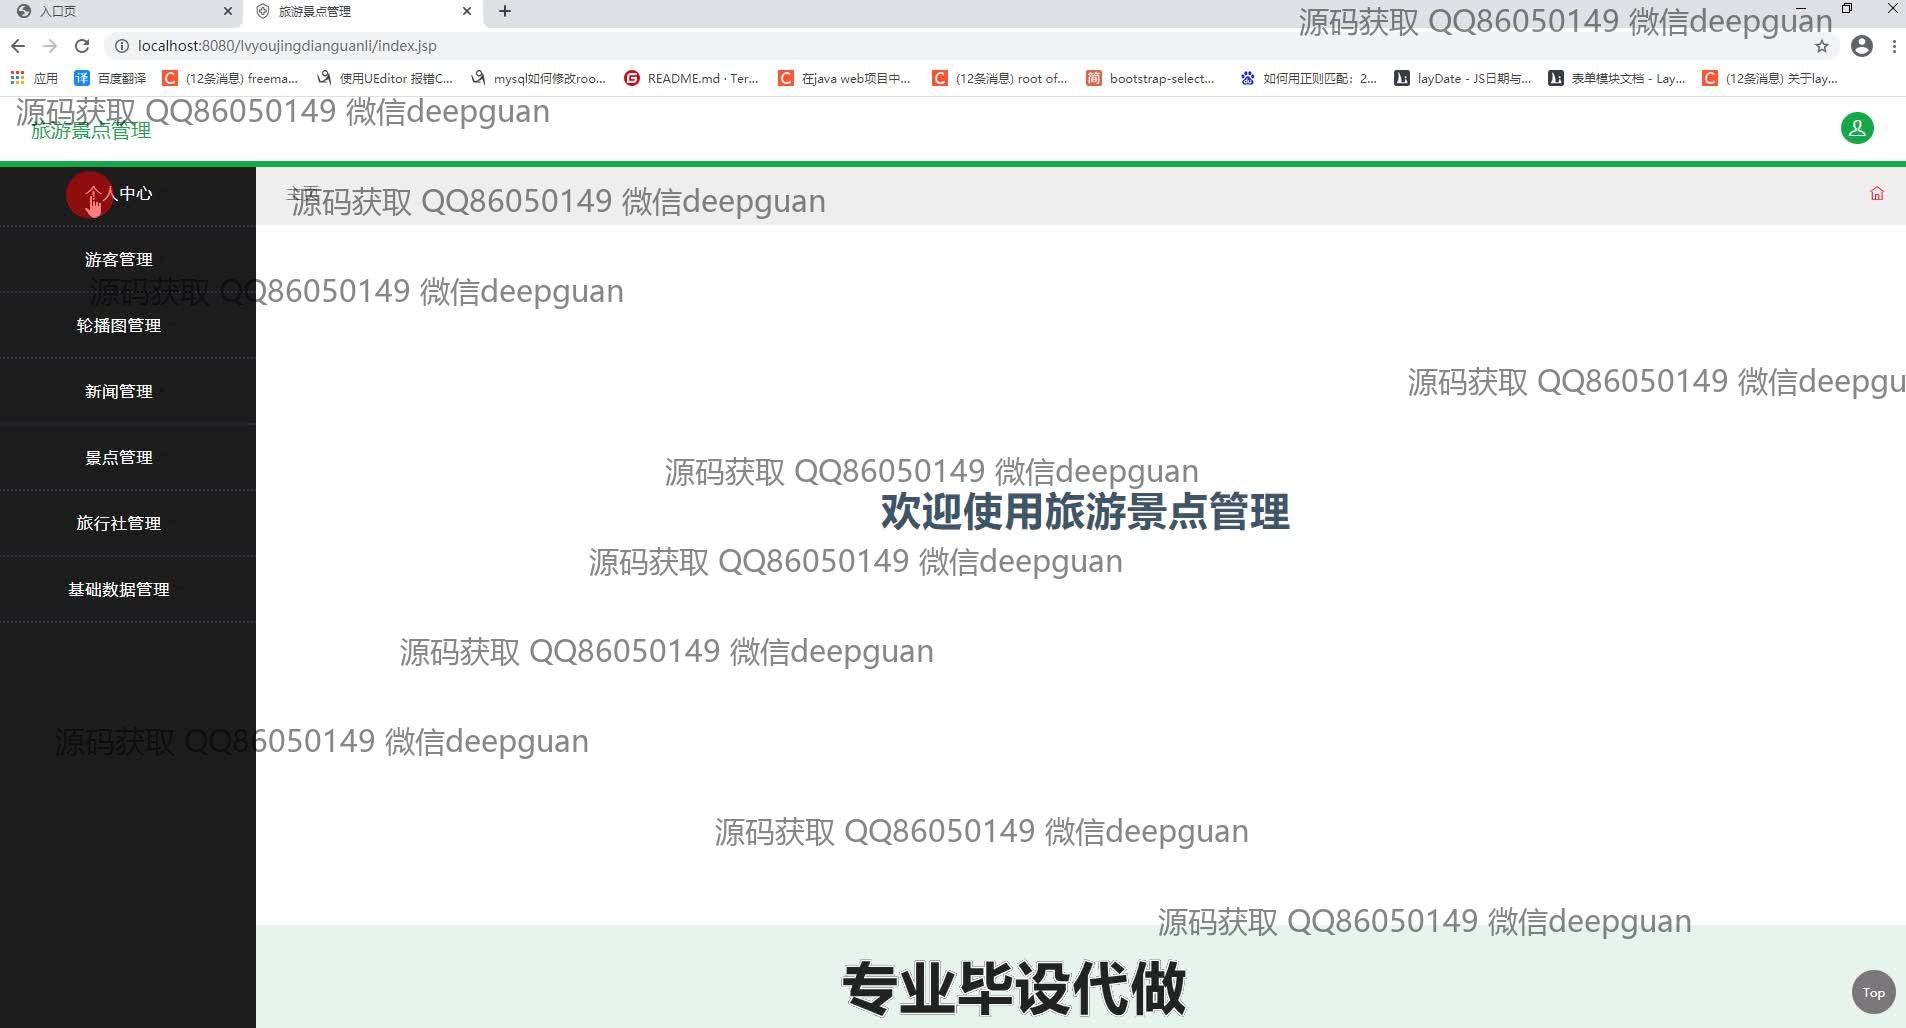 入口页
旅游景点管理
源码获取 QQ86050149 微信deepguan
localhost:8080/lvyoujingdianguanli/index.jsp
应用
百度翻译
(12条消息) freema...
使用UEditor 报错C...
mysql如何修改roo...
README.md · Ter...
在java web项目中...
(12条消息) root of...
bootstrap-select...
如何用正则匹配：2...
layDate - JS日期与...
表单模块文档 - Lay...
(12条消息) 关于lay...
源码获取 QQ86050149 微信deepguan
旅游景点管理
个人中心
主页
源码获取 QQ86050149 微信deepguan
游客管理
源码获取 QQ86050149 微信deepguan
轮播图管理
源码获取 QQ86050149 微信deepgu
新闻管理
景点管理
源码获取 QQ86050149 微信deepguan
欢迎使用旅游景点管理
旅行社管理
源码获取 QQ86050149 微信deepguan
基础数据管理
源码获取 QQ86050149 微信deepguan
源码获取 QQ86050149 微信deepguan
源码获取 QQ86050149 微信deepguan
源码获取 QQ86050149 微信deepguan
专业毕设代做
Top